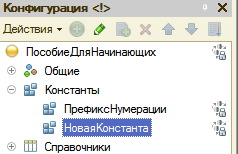 Конфигурация <!>
Действия
ПособиеДляНачинающих
Общие
Константы
ПрефиксНумерации
НоваяКонстанта
Справочники